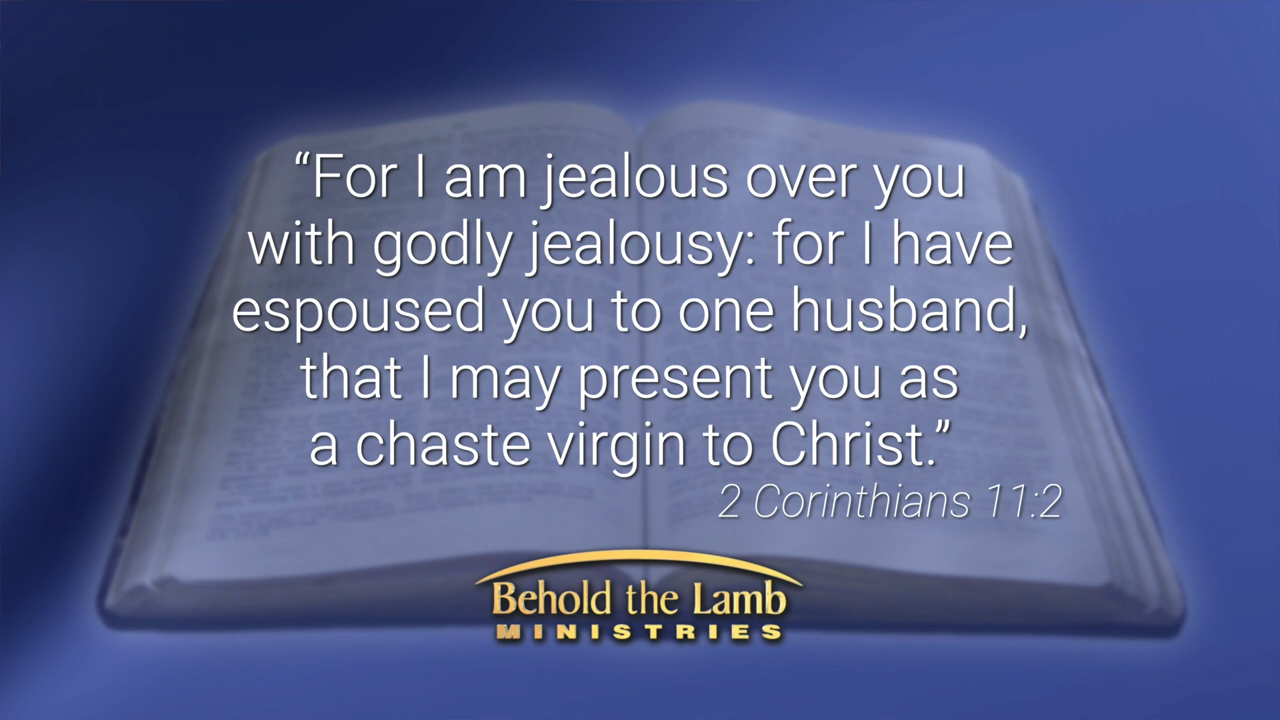 “For I am jealous over you
with godly jealousy: for I have
espoused you to one husband,
that I may present you as
a chaste virgin to Christ.”
2 Corinthians 11:2
Behold the Lamb
MINISTRIES